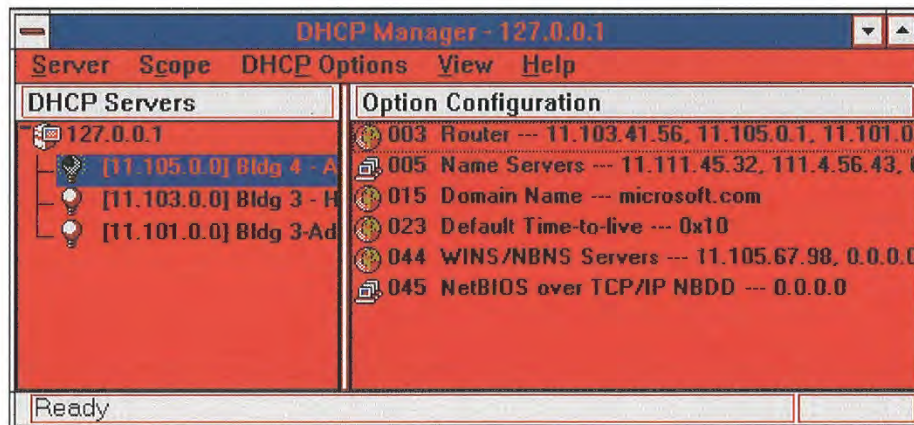 DHCP Manager - 127.0.0.1
Server Scope DHCP Options View Help
DHCP Servers
127.0.0.1
[11.105.0.0] Bldg 4 - A
[11.103.0.0] Bldg 3 - H
[11.101.0.0] Bldg 3-Ad
Option Configuration
003 Router --- 11.103.41.56, 11.105.0.1, 11.101.0
005 Name Servers --- 11.111.45.32, 111.4.56.43,
015 Domain Name --- microsoft.com
023 Default Time-to-live --- 0x10
044 WINS/NBNS Servers --- 11.105.67.98, 0.0.0.0
045 NetBIOS over TCP/IP NBDD --- 0.0.0.0
Ready